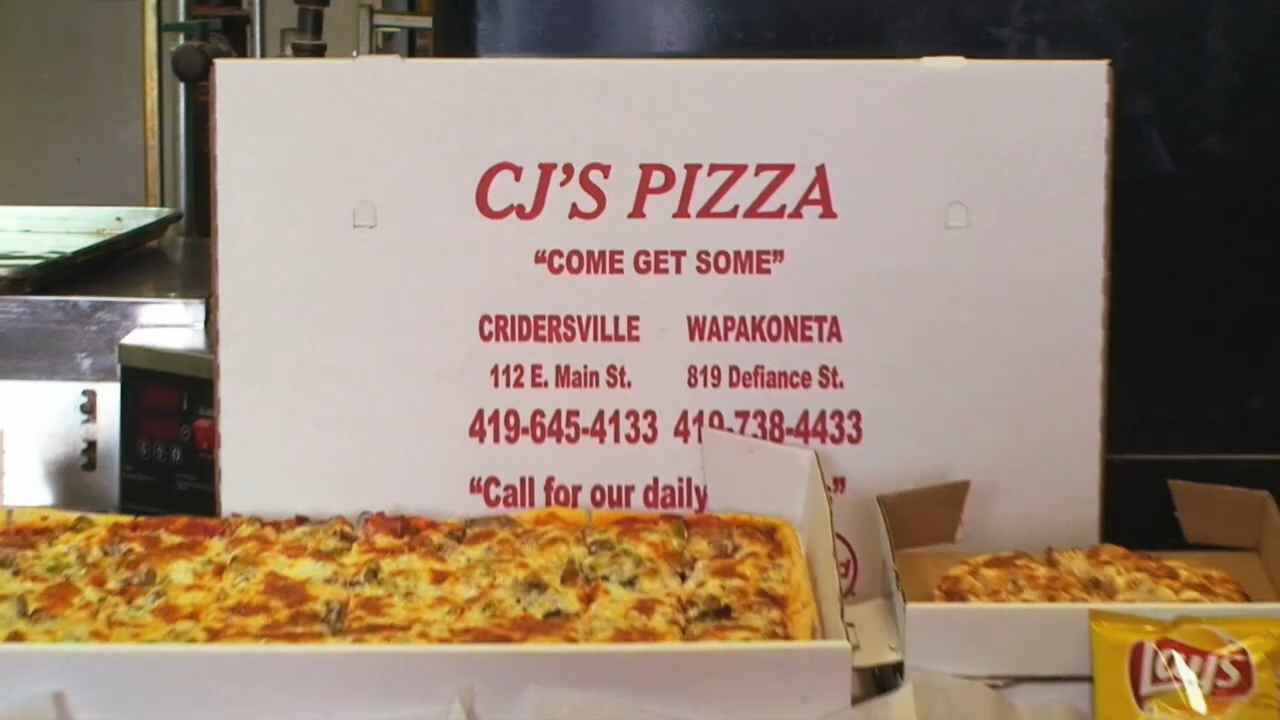 CJ'S PIZZA
"COME GET SOME"
CRIDERSVILLE WAPAKONETA
112 E. Main St. 819 Defiance St.
419-645-4133 419-738-4433
"Call for our daily
Lay's